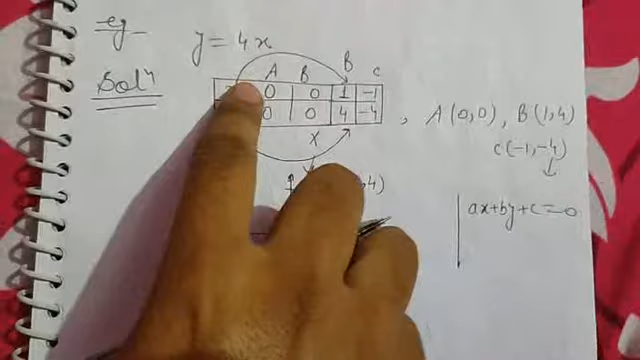 eg-
y = 4x
Solⁿ
A B B C
0 0 1 -1
0 0 4 -4
, A(0,0), B(1,4)
C(-1,-4)
X
4)
ax+by+c=0